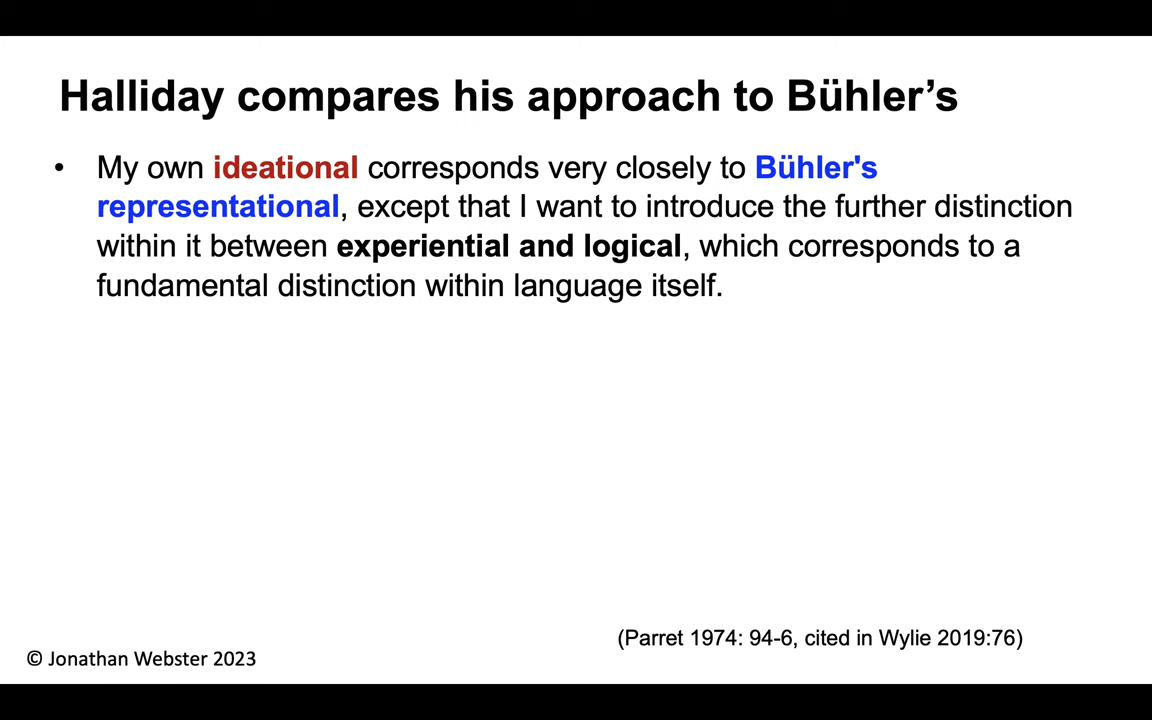 Halliday compares his approach to Bühler’s
• My own ideational corresponds very closely to Bühler's
representational, except that I want to introduce the further distinction
within it between experiential and logical, which corresponds to a
fundamental distinction within language itself.
(Parret 1974: 94-6, cited in Wylie 2019:76)
© Jonathan Webster 2023